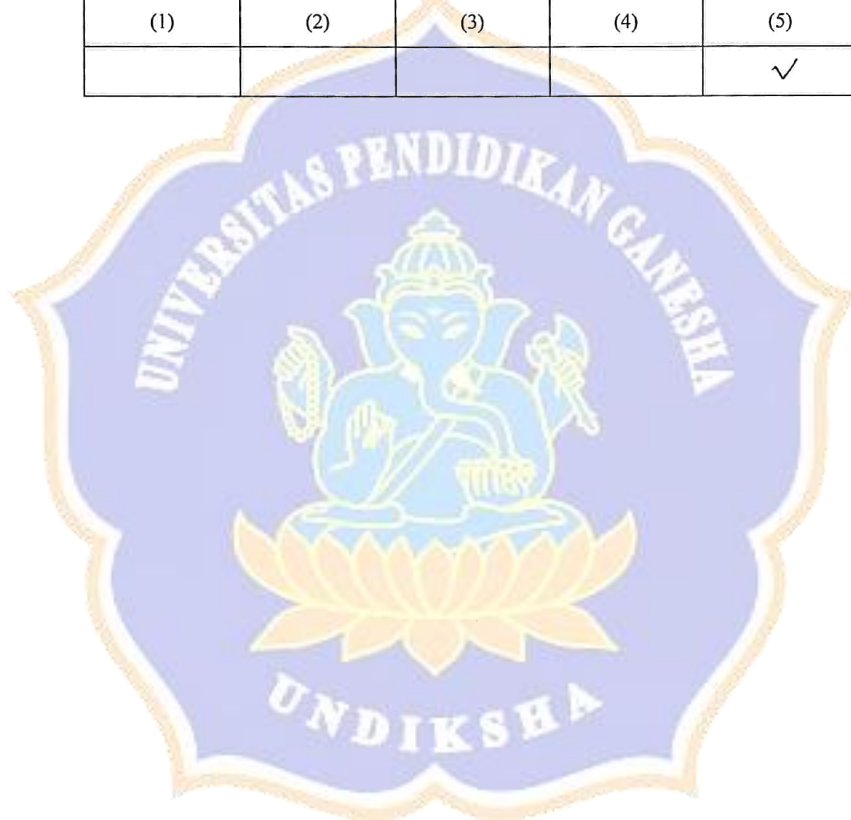 (1) (2) (3) (4) (5)
√
UNIVERSITAS PENDIDIKAN GANESHA
UNDIKSHA